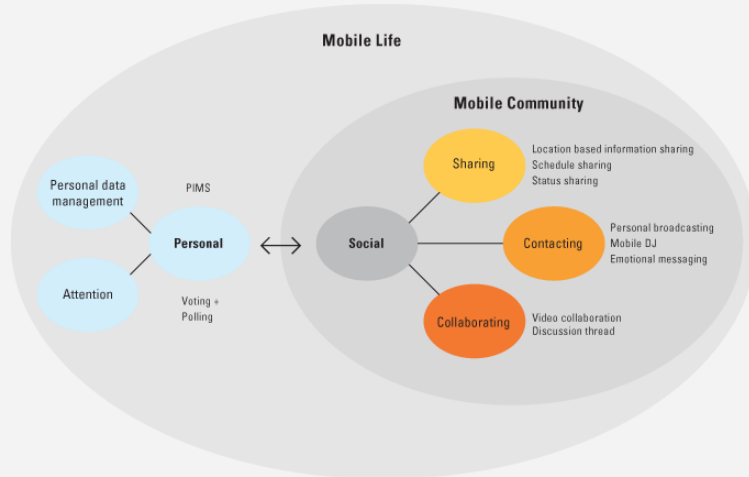 Mobile Life
Mobile Community
Sharing
Location based information sharing
Schedule sharing
Status sharing
Personal data
management
PIMS
Personal
Social
Contacting
Personal broadcasting
Mobile DJ
Emotional messaging
Attention
Voting +
Polling
Collaborating
Video collaboration
Discussion thread